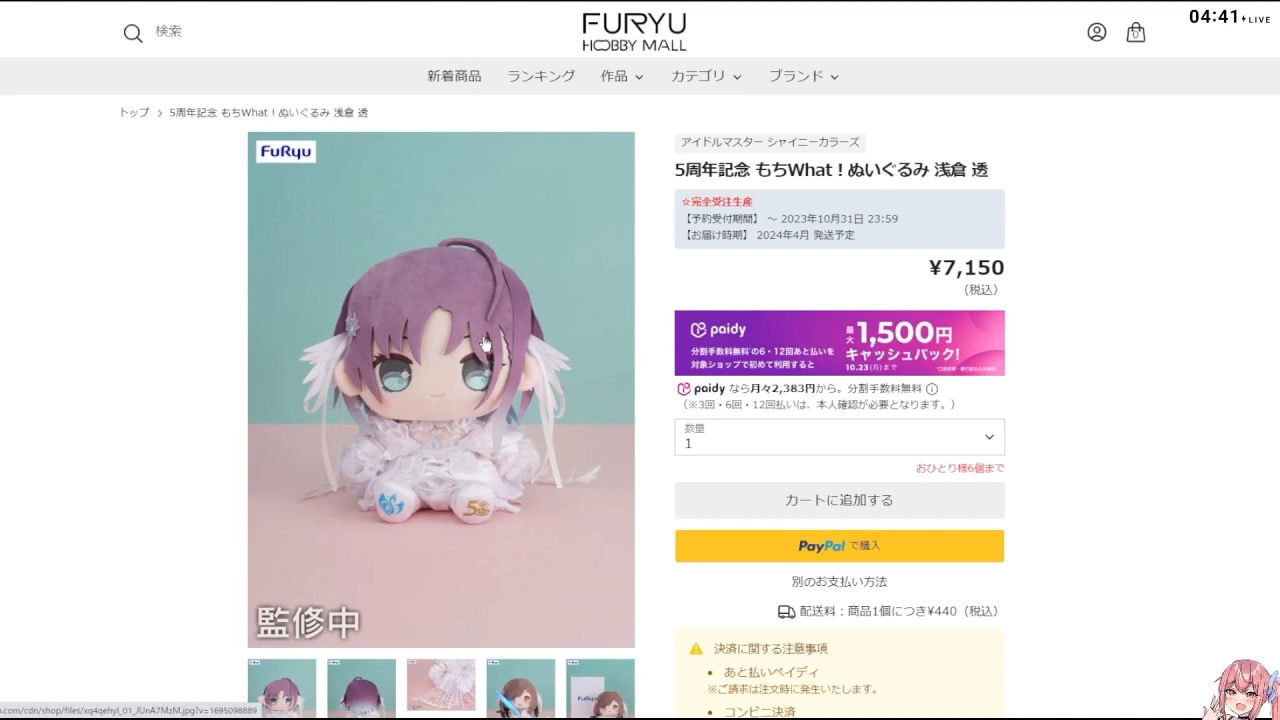 検索
FURYU
HOBBY MALL
0
04:41 LIVE
新着商品 ランキング 作品 カテゴリ ブランド
トップ > 5周年記念 もちWhat！ぬいぐるみ 浅倉 透
FuRyu
アイドルマスター シャイニーカラーズ
5周年記念 もちWhat！ぬいぐるみ 浅倉 透
☆完全受注生産
【予約受付期間】 ～ 2023年10月31日 23:59
【お届け時期】 2024年4月 発送予定
¥7,150
（税込）
paidy
分割手数料無料の6・12回あと払いを
対象ショップで初めて利用すると
最大1,500円
キャッシュバック!
10.23(月)まで
paidy なら月々2,383円から。分割手数料無料
（※3回・6回・12回払いは、本人確認が必要となります。）
数量
1
おひとり様6個まで
カートに追加する
PayPal で購入
別のお支払い方法
配送料：商品1個につき¥440（税込）
5th
監修中
決済に関する注意事項
• あと払いペイディ
※ご請求は注文時に発生いたします。
• コンビニ決済
FuRyu